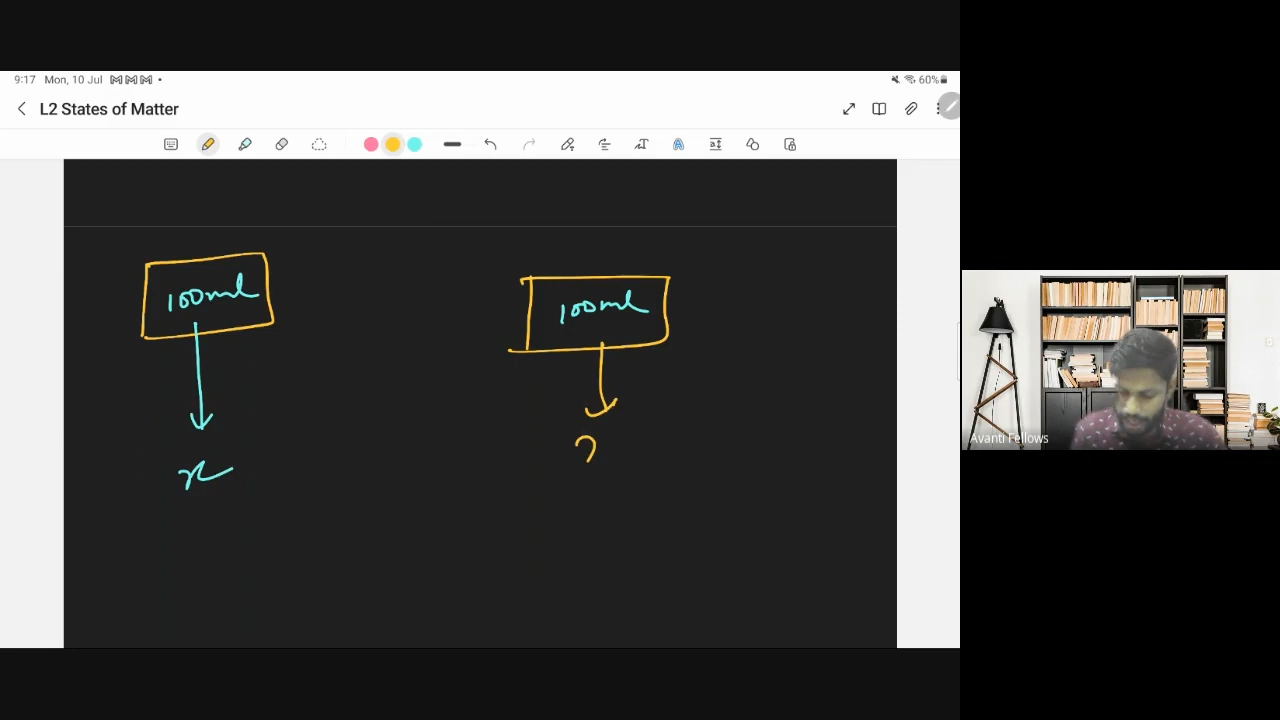 9:17 Mon, 10 Jul
60%
L2 States of Matter
100ml
100ml
x
?
Avanti Fellows